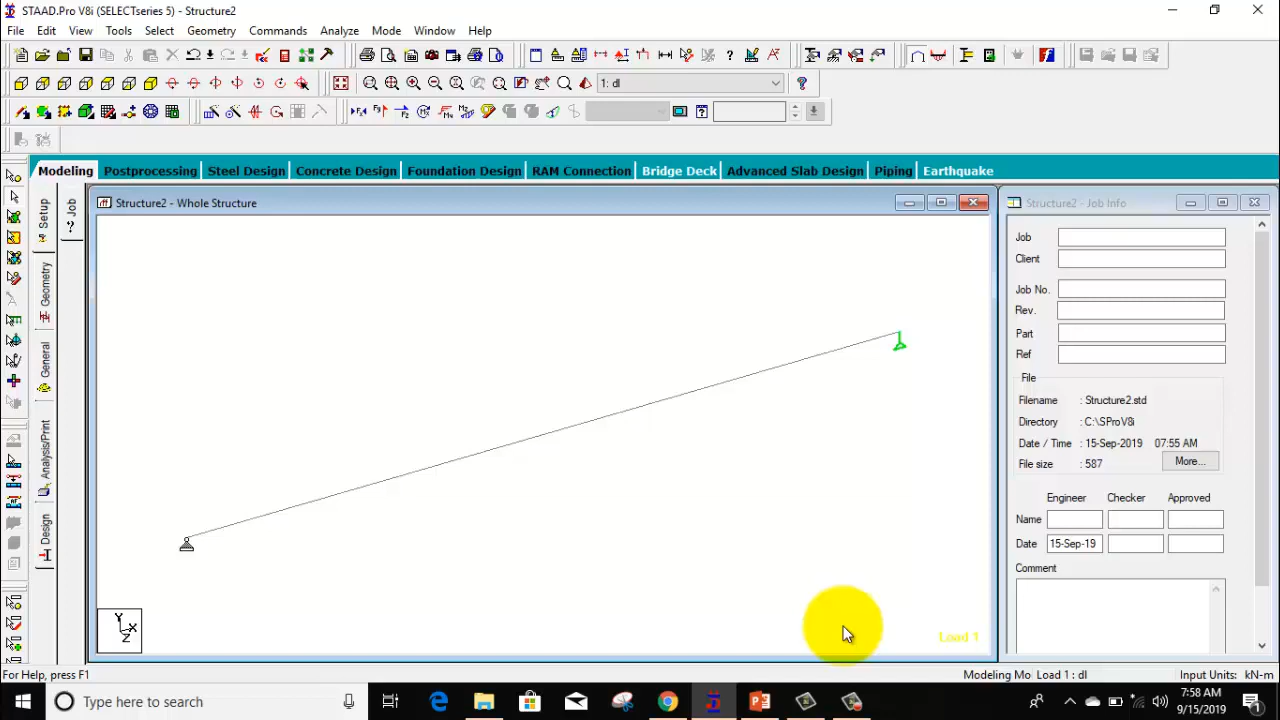 STAAD.Pro V8i (SELECTseries 5) - Structure2
File Edit View Tools Select Geometry Commands Analyze Mode Window Help
1: dl
Modeling Postprocessing Steel Design Concrete Design Foundation Design RAM Connection Bridge Deck Advanced Slab Design Piping Earthquake
Setup
Geometry
General
Analysis/Print
Design
Job
Structure2 - Whole Structure
Y
X
Z
Load 1
Structure2 - Job Info
Job
Client
Job No.
Rev.
Part
Ref
File
Filename : Structure2.std
Directory : C:\SProV8i
Date / Time : 15-Sep-2019 07:55 AM
File size : 587 More...
Engineer Checker Approved
Name
Date 15-Sep-19
Comment
For Help, press F1
Modeling Mo Load 1 : dl Input Units: kN-m
Type here to search
7:58 AM
9/15/2019